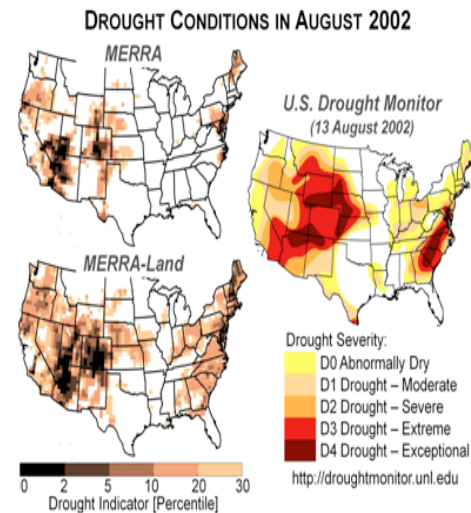 DROUGHT CONDITIONS IN AUGUST 2002
MERRA
U.S. Drought Monitor
(13 August 2002)
MERRA-Land
Drought Severity:
D0 Abnormally Dry
D1 Drought – Moderate
D2 Drought – Severe
D3 Drought – Extreme
D4 Drought – Exceptional
http://droughtmonitor.unl.edu
0 2 5 10 20 30
Drought Indicator [Percentile]